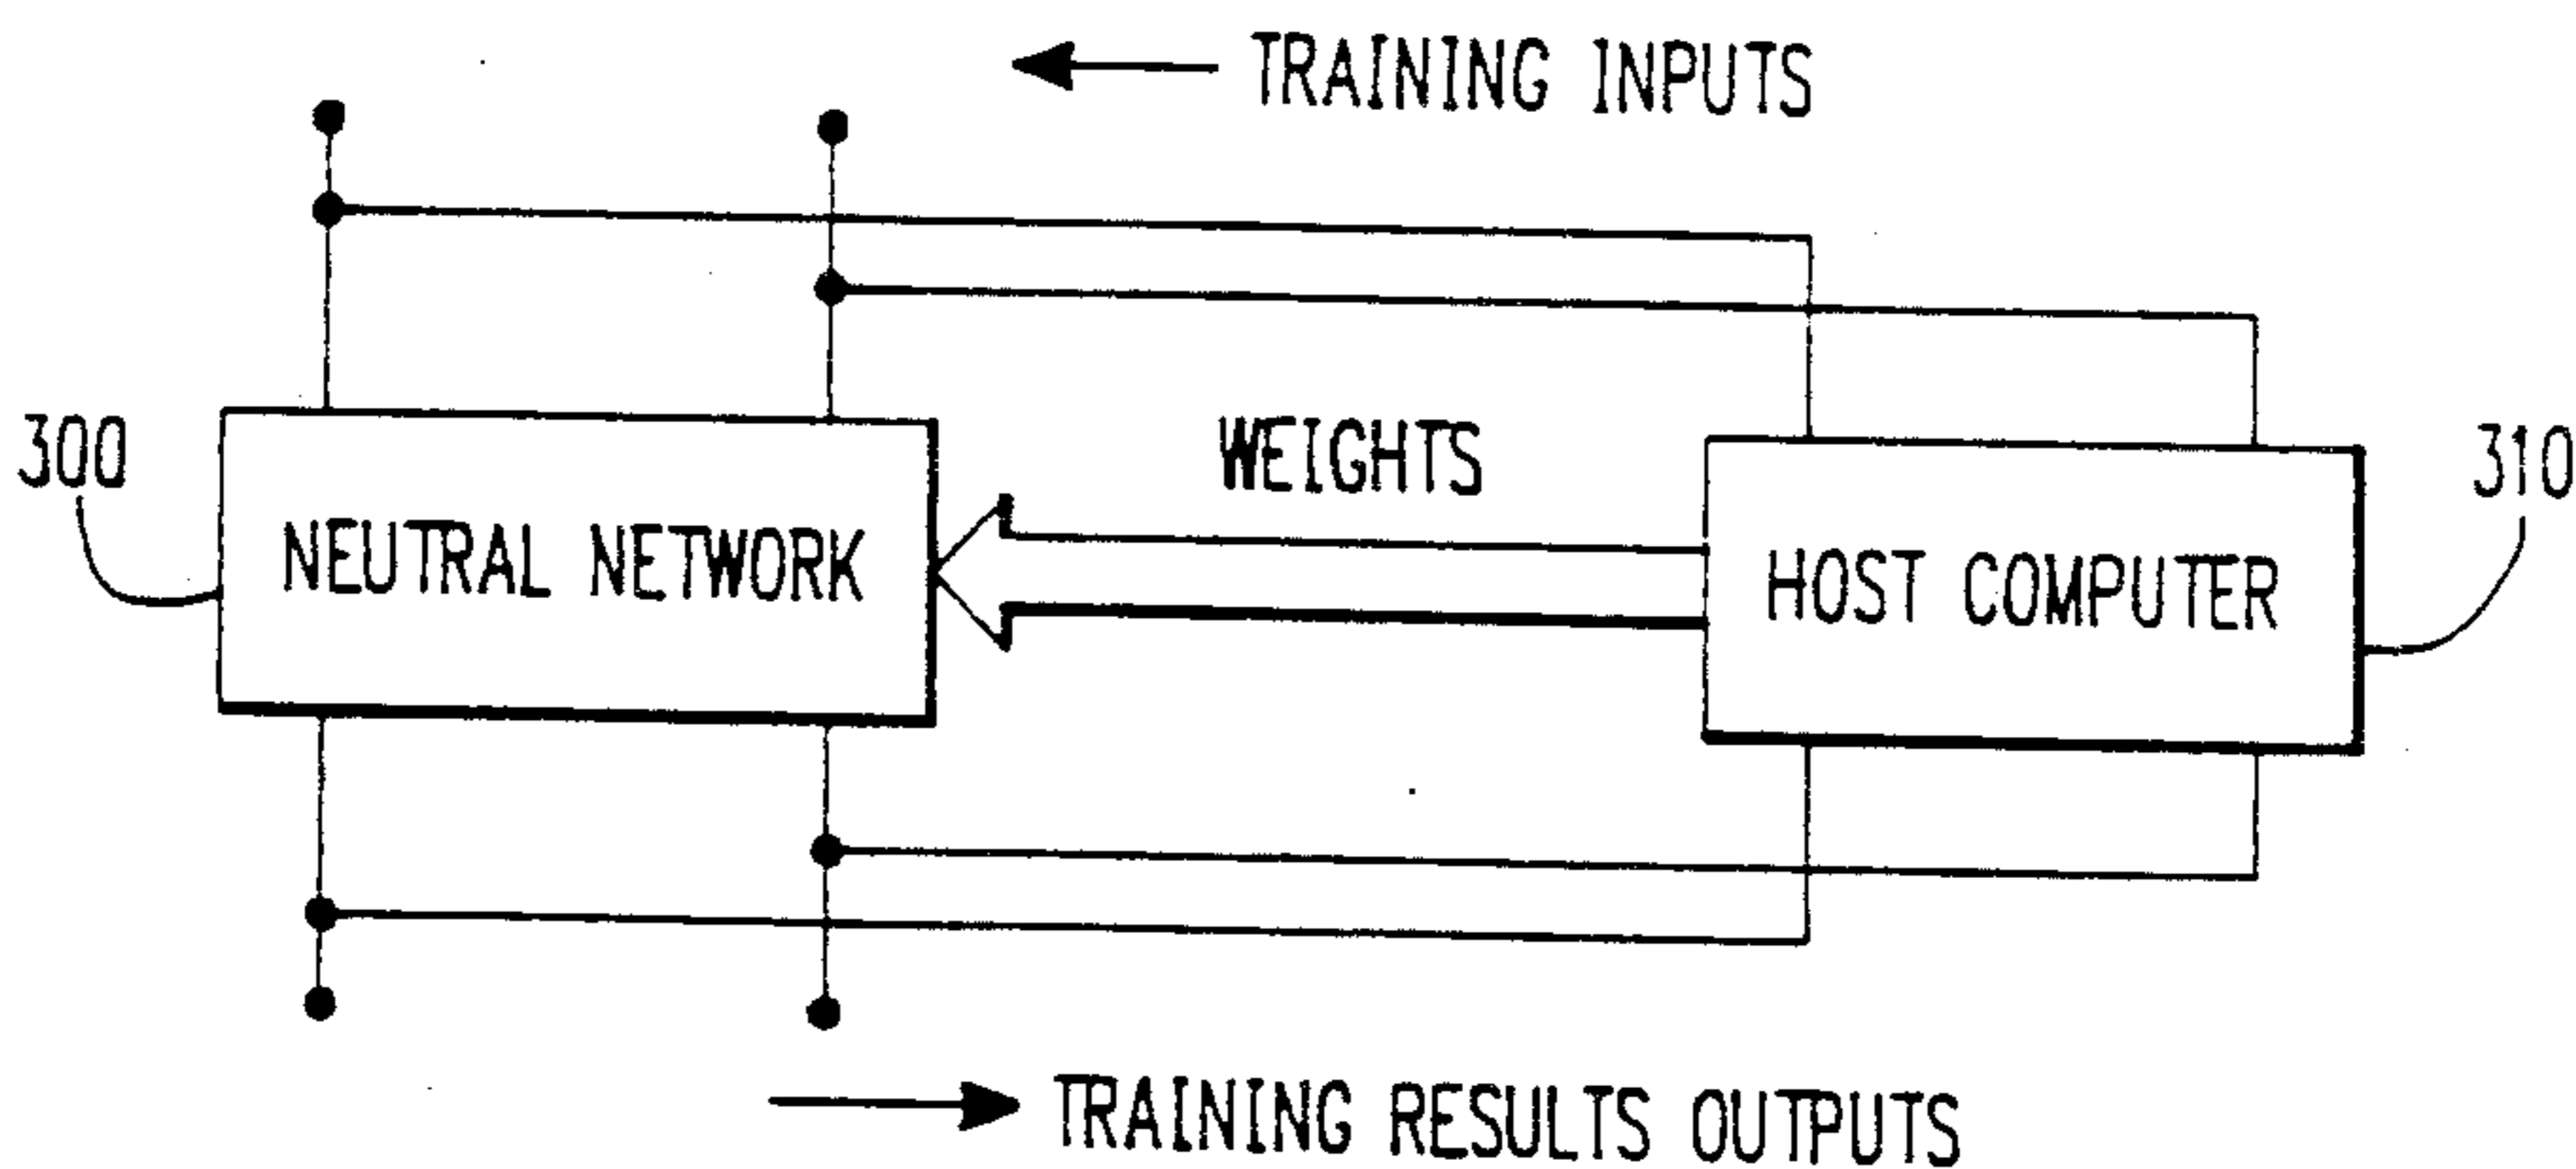 TRAINING INPUTS
300
WEIGHTS
310
NEUTRAL NETWORK
HOST COMPUTER
TRAINING RESULTS OUTPUTS